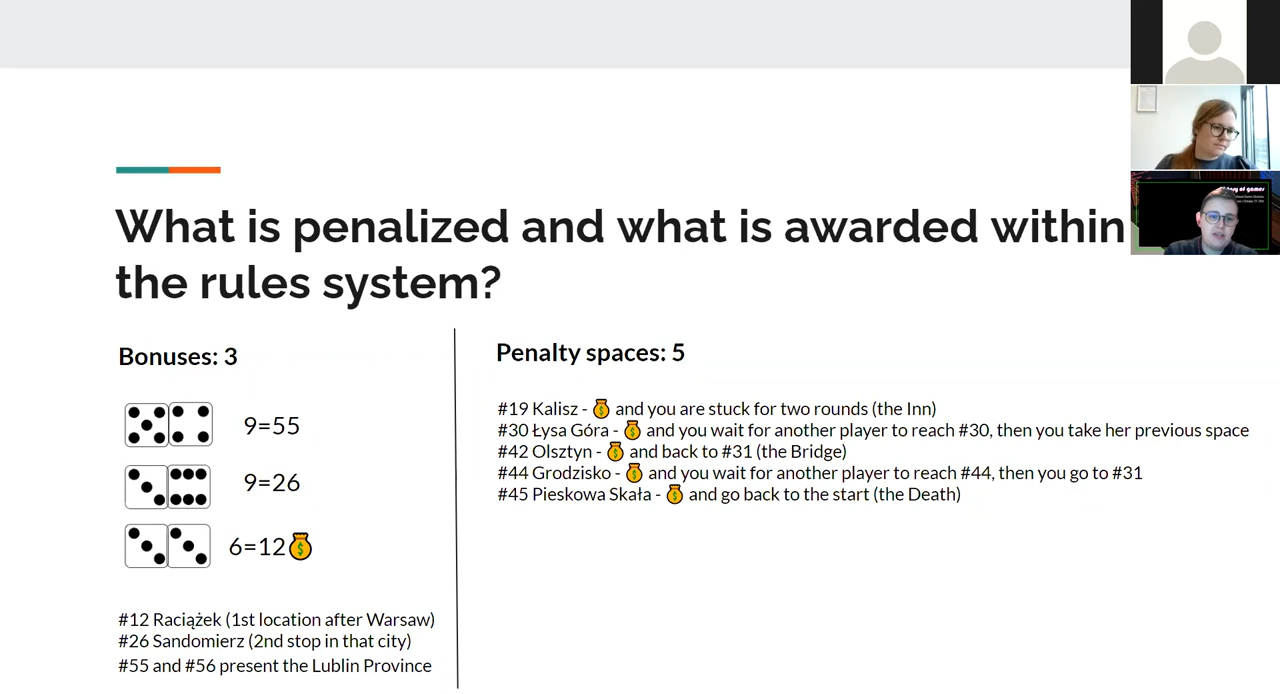 What is penalized and what is awarded within
the rules system?
Bonuses: 3
9=55
9=26
6=12
#12 Raciążek (1st location after Warsaw)
#26 Sandomierz (2nd stop in that city)
#55 and #56 present the Lublin Province
Penalty spaces: 5
#19 Kalisz - and you are stuck for two rounds (the Inn)
#30 Łysa Góra - and you wait for another player to reach #30, then you take her previous space
#42 Olsztyn - and back to #31 (the Bridge)
#44 Grodzisko - and you wait for another player to reach #44, then you go to #31
#45 Pieskowa Skała - and go back to the start (the Death)
of games